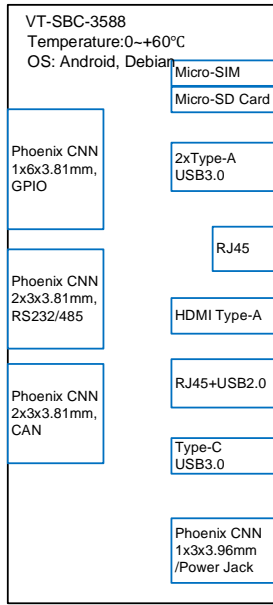 VT-SBC-3588
Temperature:0~+60℃
OS: Android, Debian
Micro-SIM
Micro-SD Card
Phoenix CNN
1x6x3.81mm,
GPIO
2xType-A
USB3.0
RJ45
Phoenix CNN
2x3x3.81mm,
RS232/485
HDMI Type-A
Phoenix CNN
2x3x3.81mm,
CAN
RJ45+USB2.0
Type-C
USB3.0
Phoenix CNN
1x3x3.96mm
/Power Jack